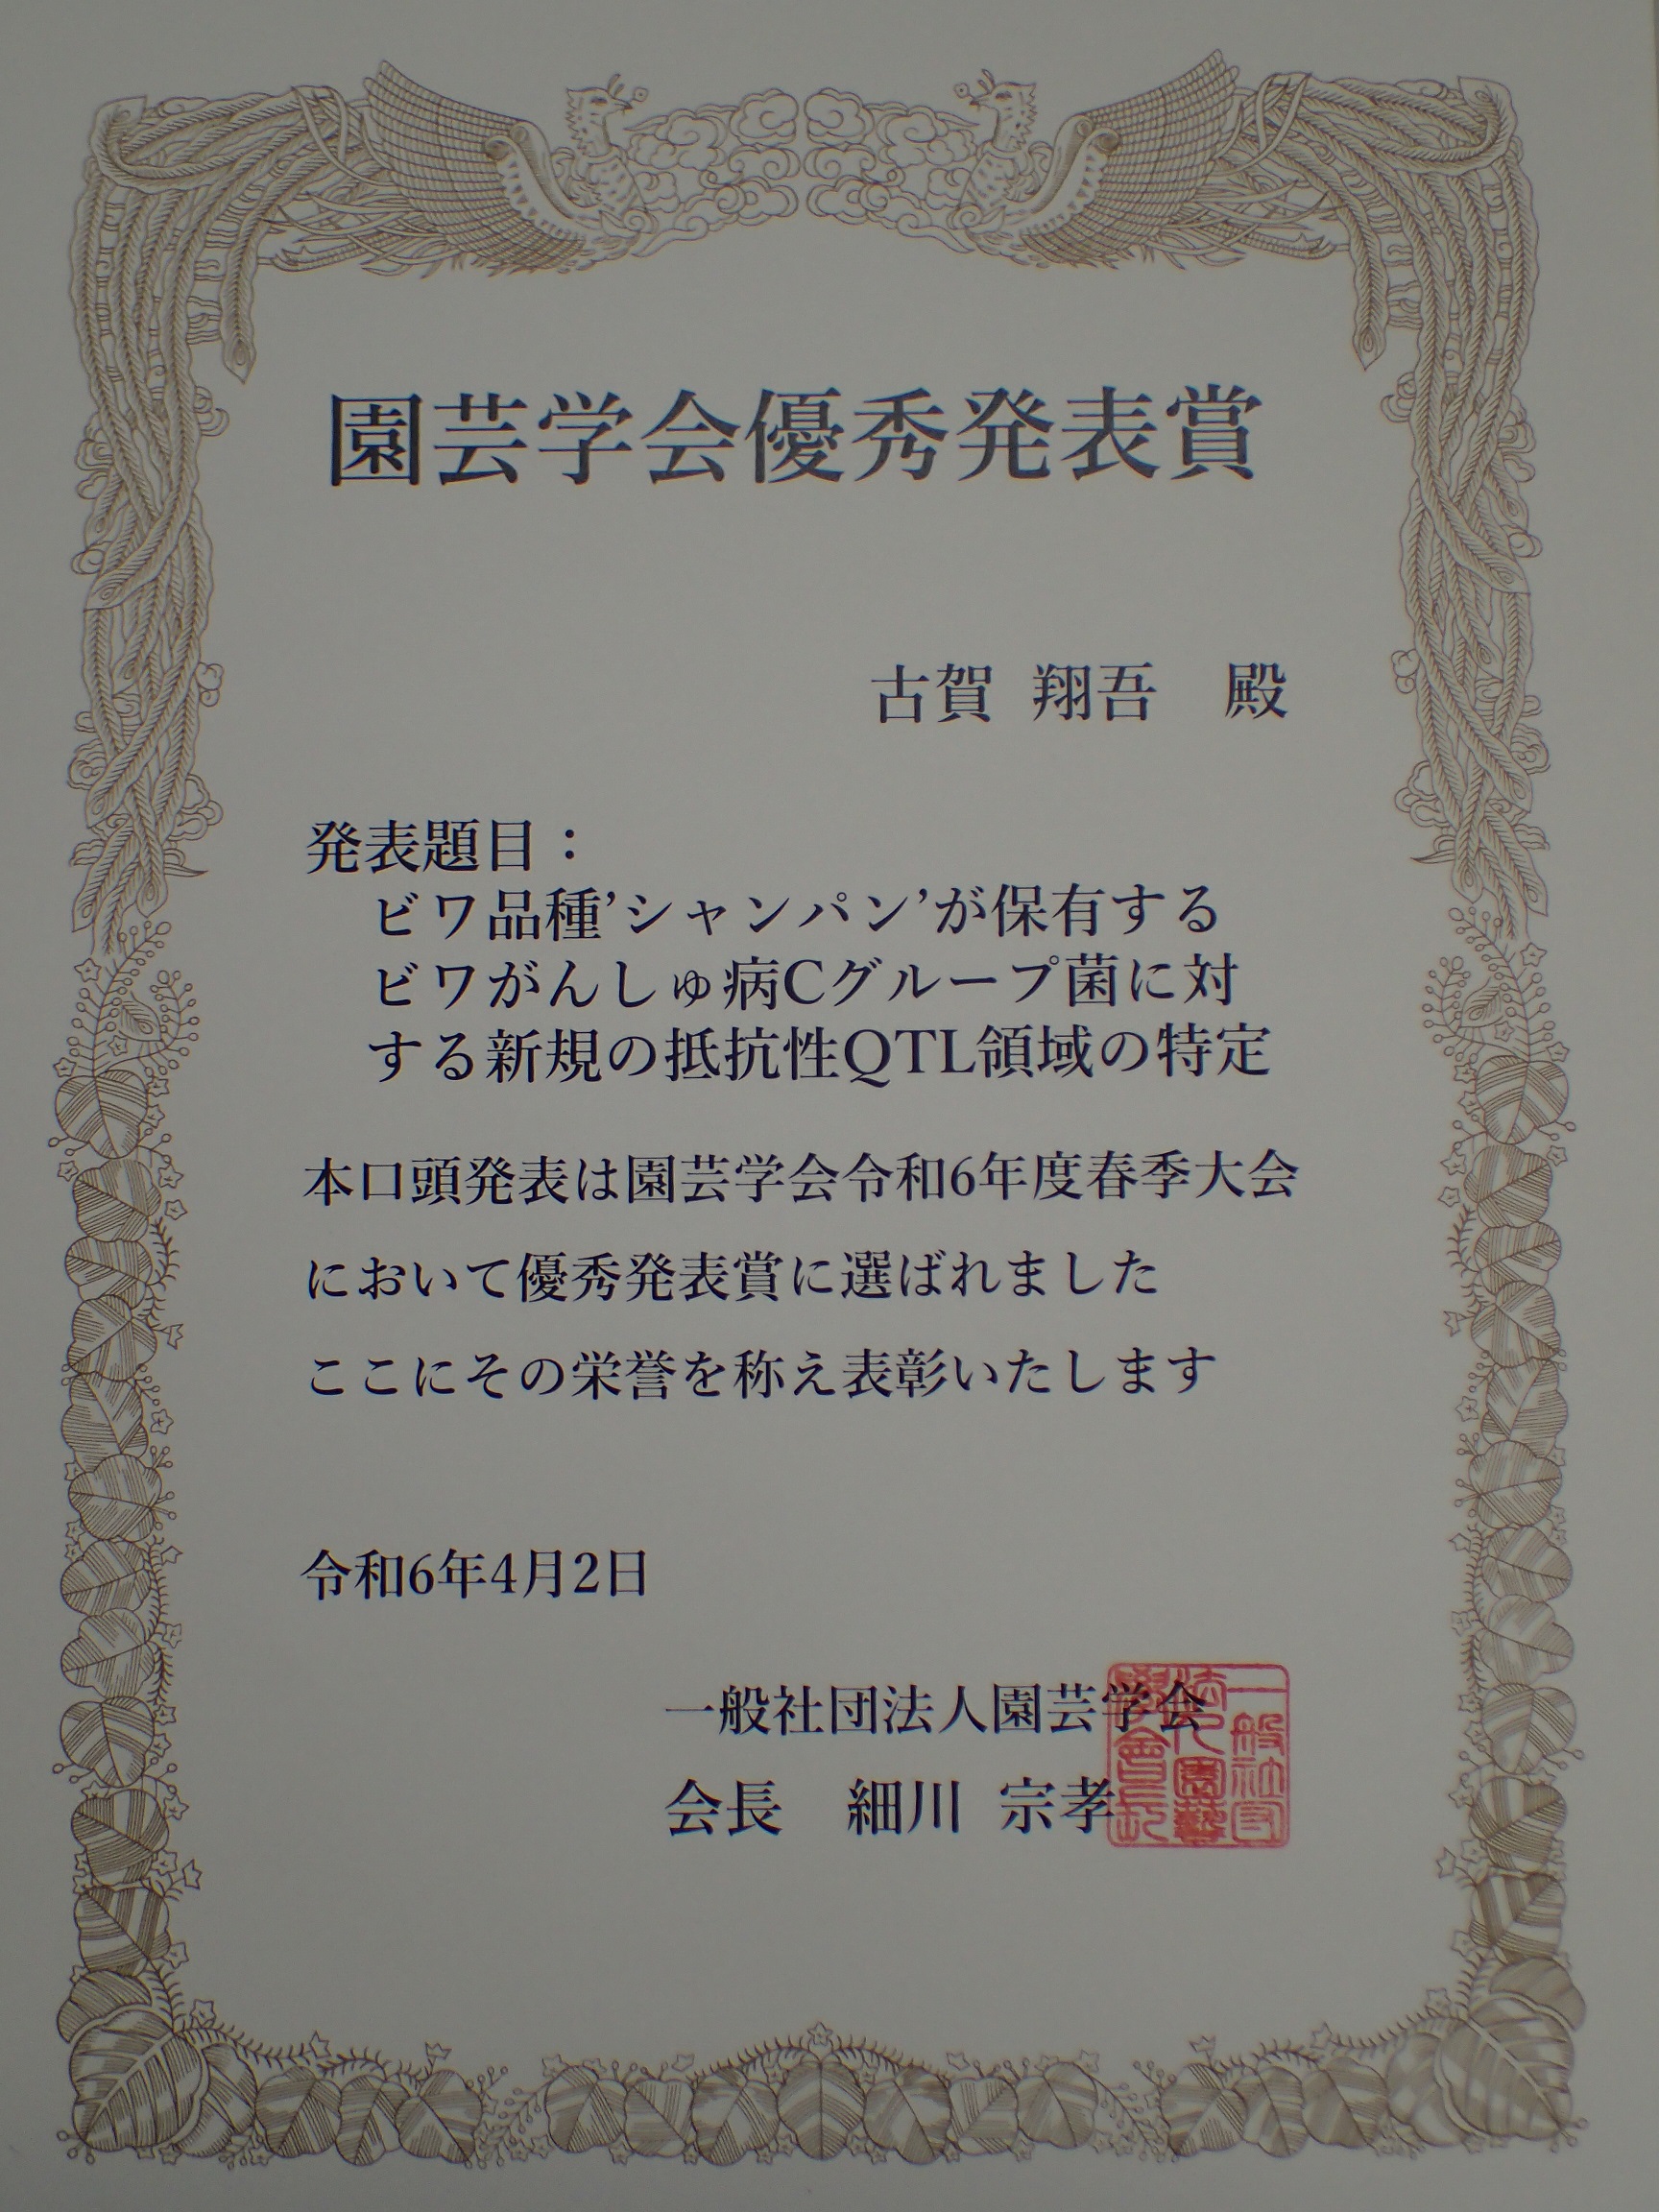 園芸学会優秀発表賞
古賀 翔吾 殿
発表題目：
ビワ品種’シャンパン’が保有する
ビワがんしゅ病Cグループ菌に対
する新規の抵抗性QTL領域の特定
本口頭発表は園芸学会令和6年度春季大会
において優秀発表賞に選ばれました
ここにその栄誉を称え表彰いたします
令和6年4月2日
一般社団法人園芸学会
会長 細川 宗孝